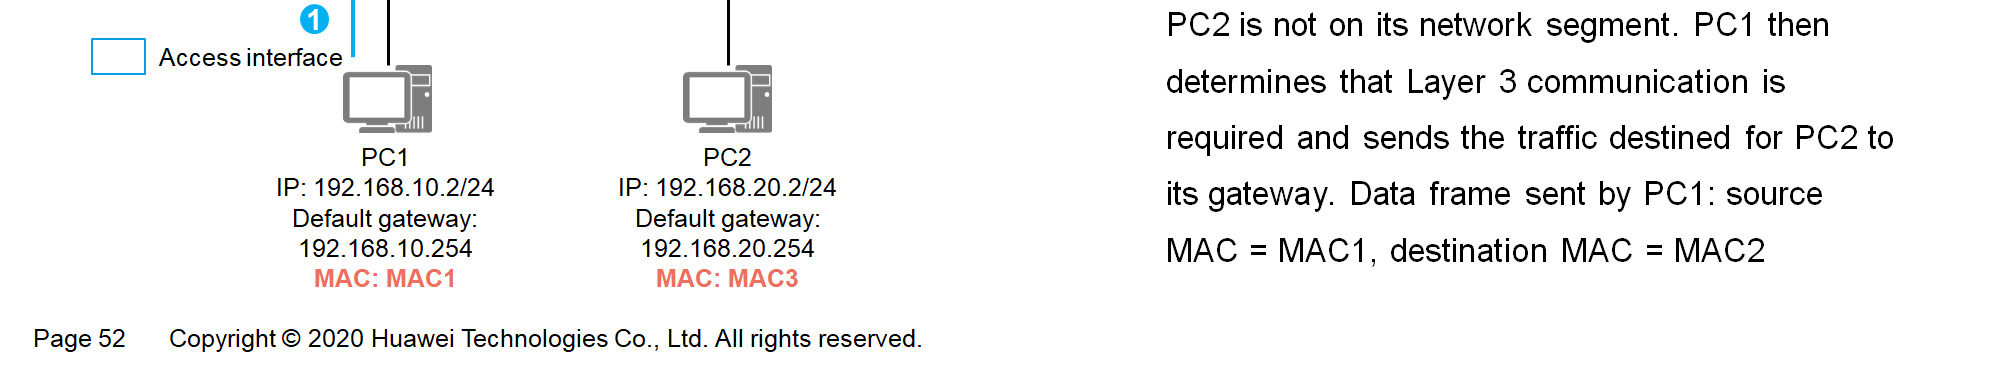 1
Access interface
PC1
IP: 192.168.10.2/24
Default gateway:
192.168.10.254
MAC: MAC1
PC2
IP: 192.168.20.2/24
Default gateway:
192.168.20.254
MAC: MAC3
PC2 is not on its network segment. PC1 then
determines that Layer 3 communication is
required and sends the traffic destined for PC2 to
its gateway. Data frame sent by PC1: source
MAC = MAC1, destination MAC = MAC2
Page 52 Copyright © 2020 Huawei Technologies Co., Ltd. All rights reserved.